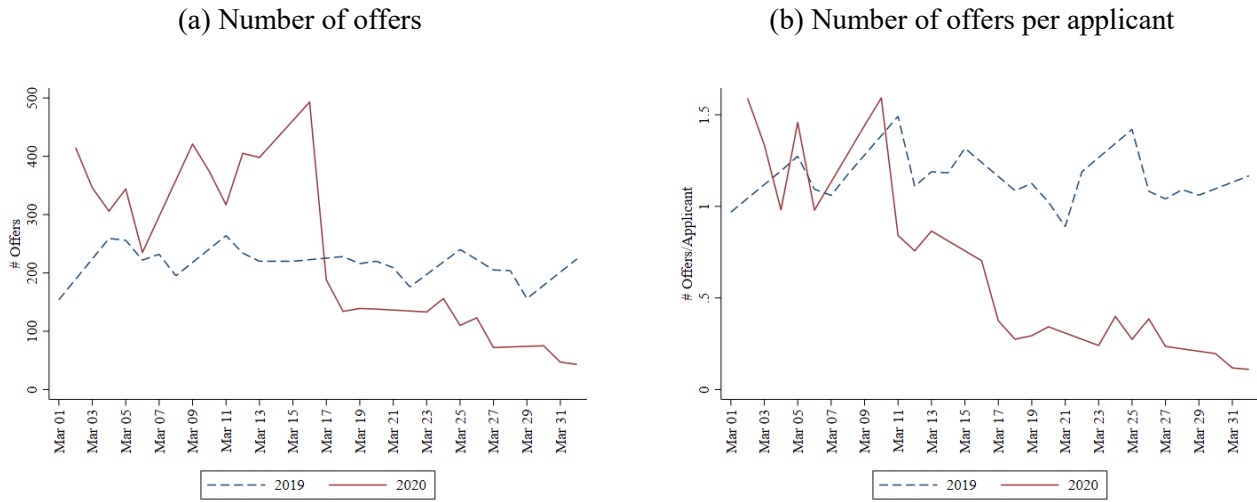 (a) Number of offers
(b) Number of offers per applicant
# Offers
500
400
300
200
100
0
Mar 01
Mar 03
Mar 05
Mar 07
Mar 09
Mar 11
Mar 13
Mar 15
Mar 17
Mar 19
Mar 21
Mar 23
Mar 25
Mar 27
Mar 29
Mar 31
2019
2020
# Offers/Applicant
1.5
1
.5
0
Mar 01
Mar 03
Mar 05
Mar 07
Mar 09
Mar 11
Mar 13
Mar 15
Mar 17
Mar 19
Mar 21
Mar 23
Mar 25
Mar 27
Mar 29
Mar 31
2019
2020